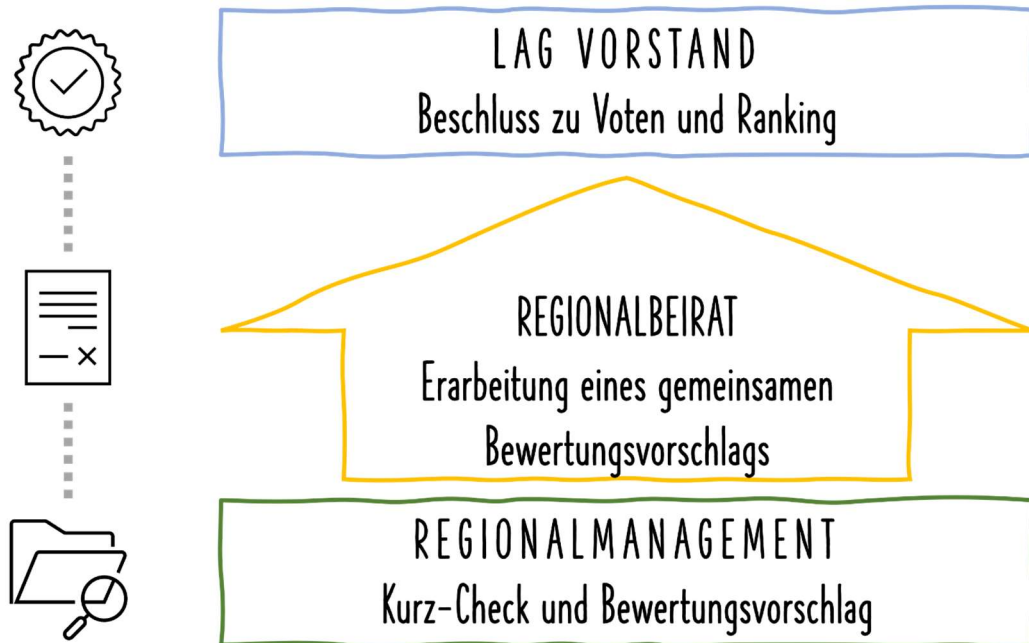 LAG VORSTAND
Beschluss zu Voten und Ranking
REGIONALBEIRAT
Erarbeitung eines gemeinsamen
Bewertungsvorschlags
REGIONALMANAGEMENT
Kurz-Check und Bewertungsvorschlag